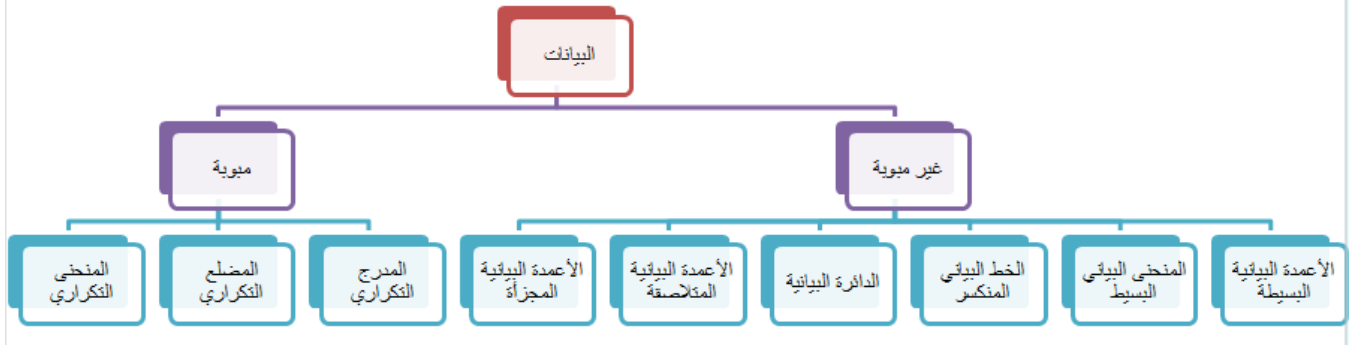 البيانات
غير مبوبة
مبوبة
الأعمدة البيانية
البسيطة
المنحنى البياني
البسيط
الخط البياني
المنكسر
الدائرة البيانية
الأعمدة البيانية
المتلاصقة
الأعمدة البيانية
المجزأة
المدرج
التكراري
المضلع
التكراري
المنحنى
التكراري